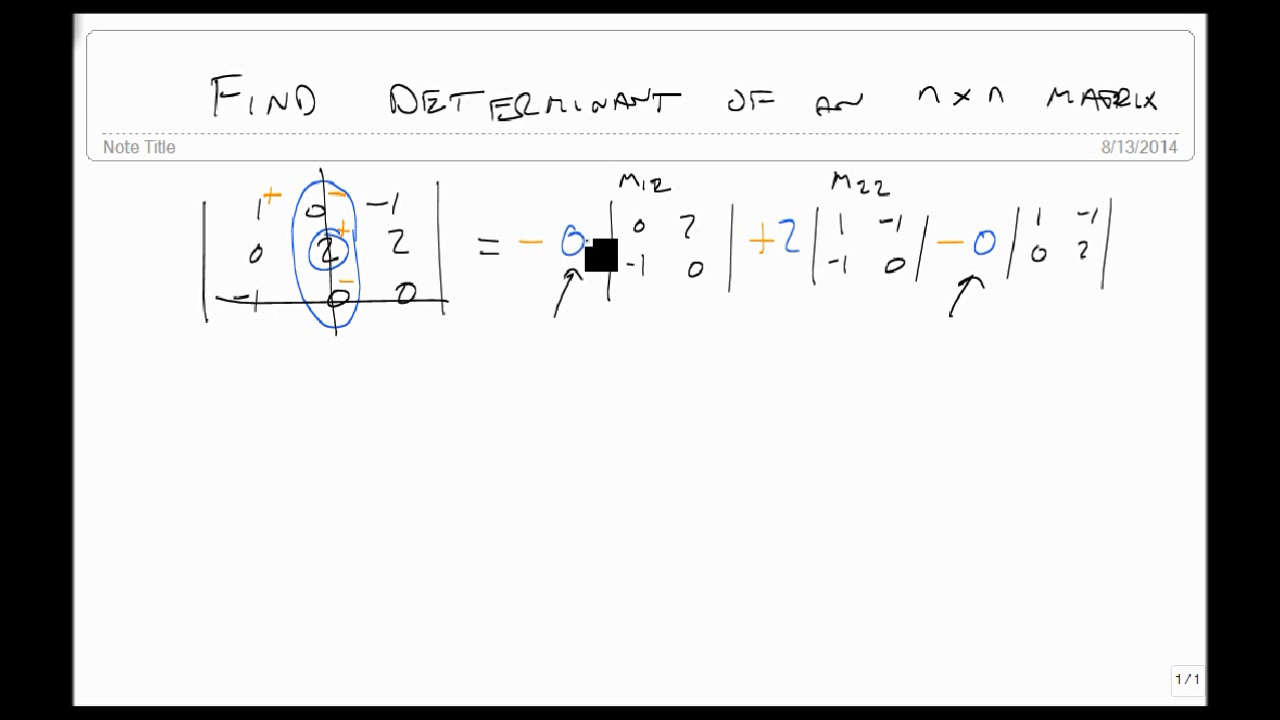 FIND DETERMINANT OF AN n x n MATRIX
Note Title 8/13/2014
M12 M22
| 1+ 0− −1 |
| 0 2+ 2 | = − 0 | 0 2 | + 2 | 1 −1 | − 0 | 1 −1 |
| −1 0− 0 | | −1 0 | | −1 0 | | 0 2 |
1/1